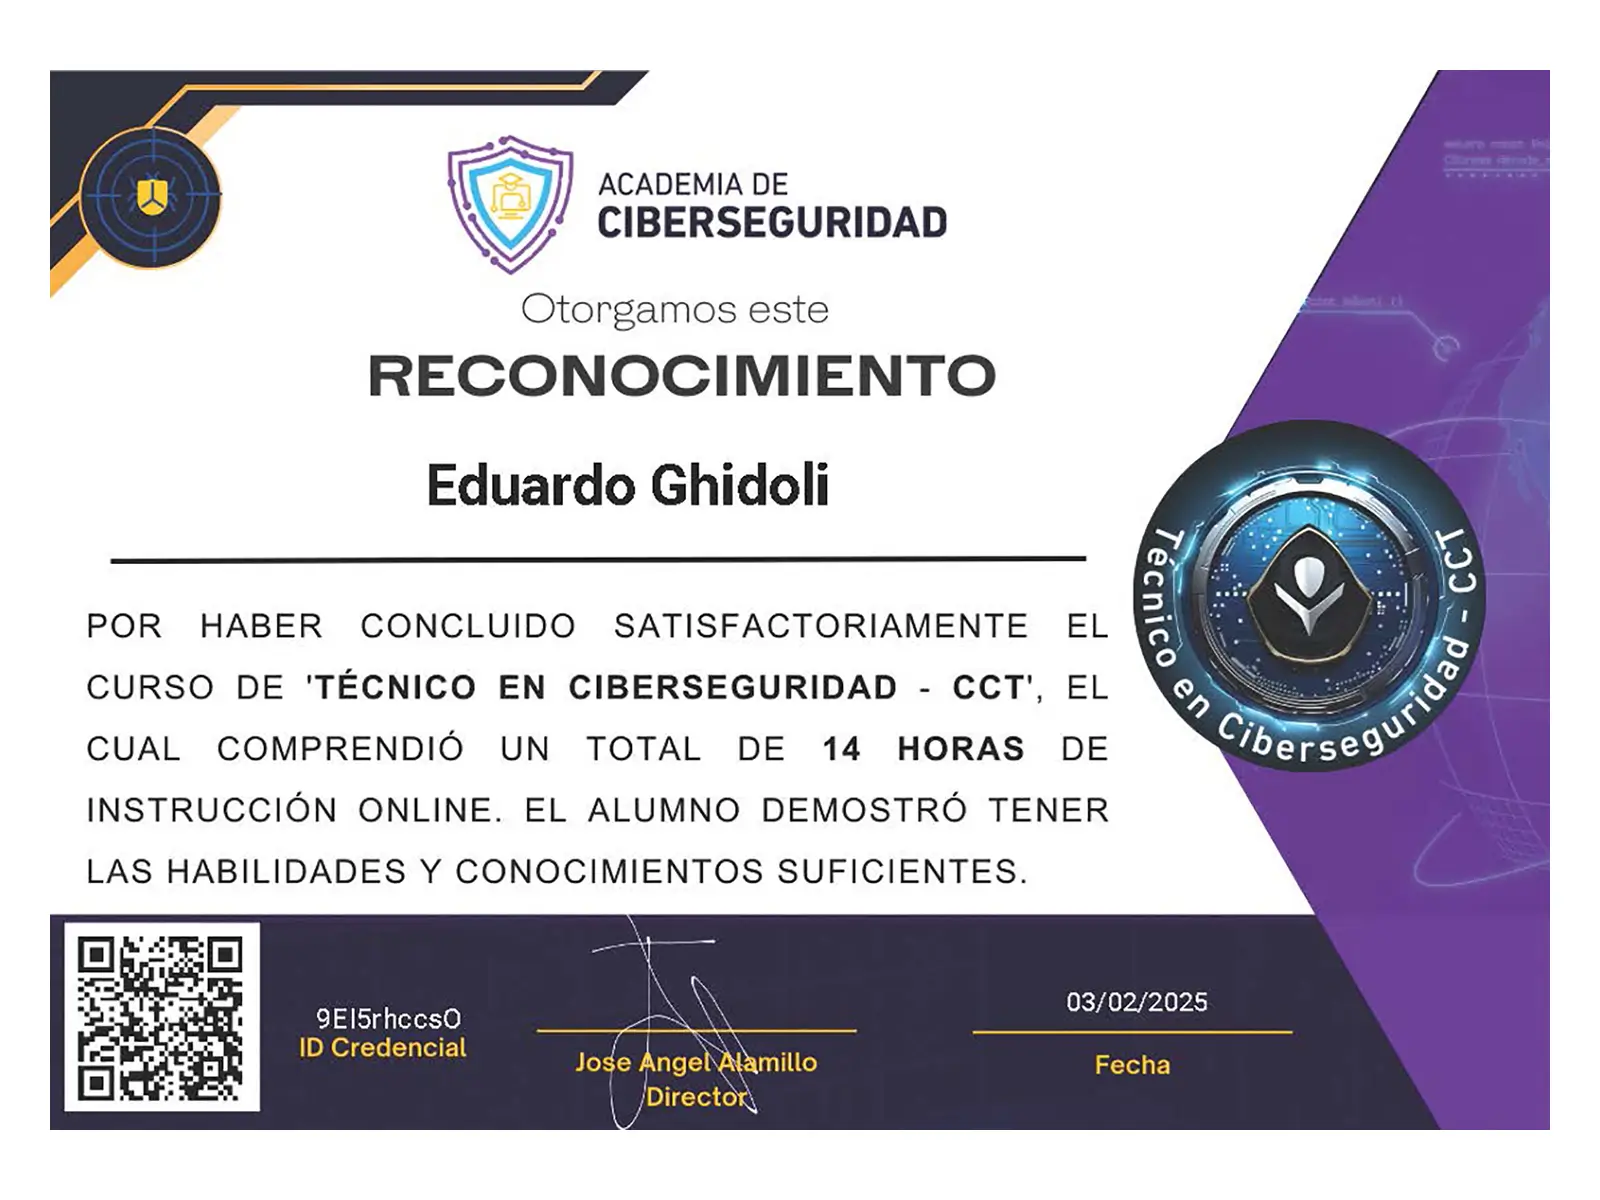 ACADEMIA DE
CIBERSEGURIDAD
Otorgamos este
RECONOCIMIENTO
Eduardo Ghidoli
POR HABER CONCLUIDO SATISFACTORIAMENTE EL
CURSO DE 'TÉCNICO EN CIBERSEGURIDAD - CCT', EL
CUAL COMPRENDIÓ UN TOTAL DE 14 HORAS DE
INSTRUCCIÓN ONLINE. EL ALUMNO DEMOSTRÓ TENER
LAS HABILIDADES Y CONOCIMIENTOS SUFICIENTES.
Técnico en Ciberseguridad - CCT
9EI5rhccsO
ID Credencial
Jose Angel Alamillo
Director
03/02/2025
Fecha